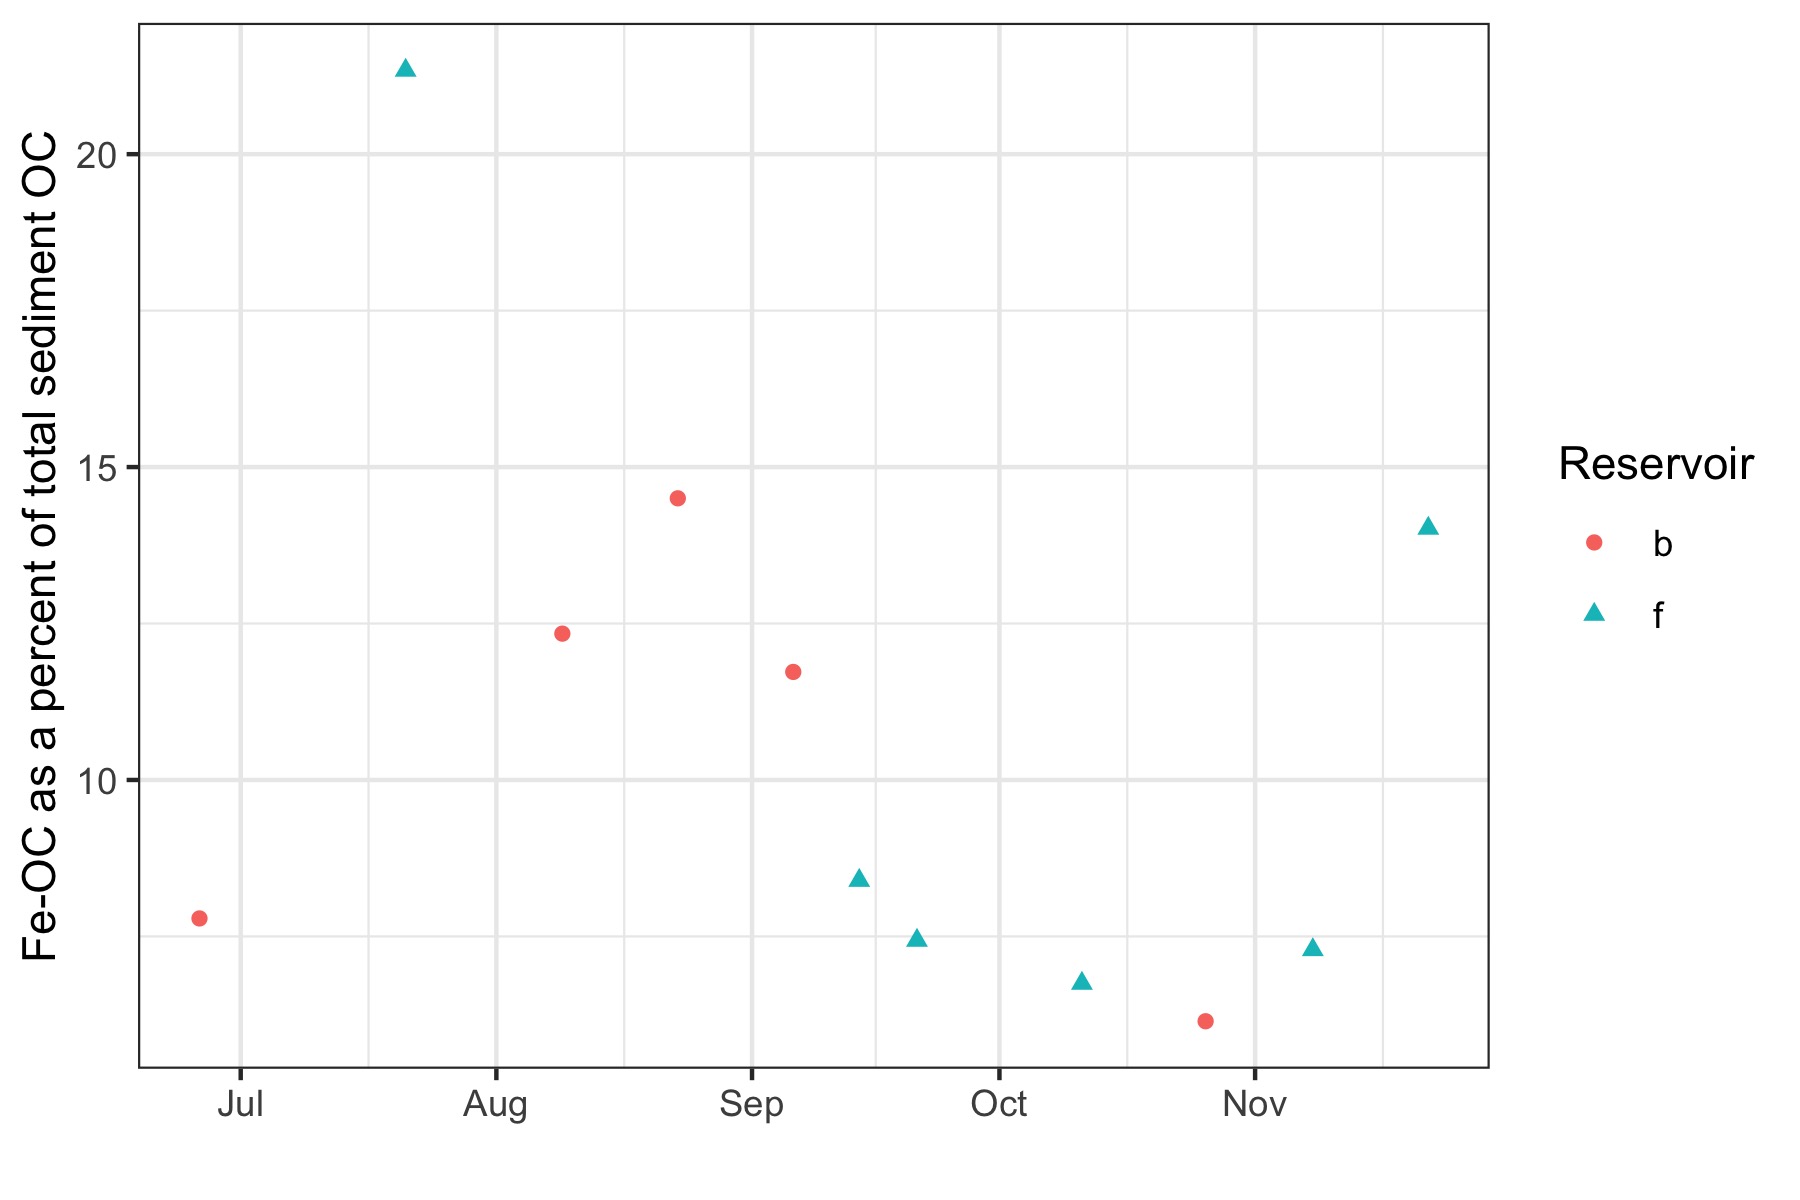 Fe-OC as a percent of total sediment OC
20
15
10
Jul Aug Sep Oct Nov
Reservoir
b
f